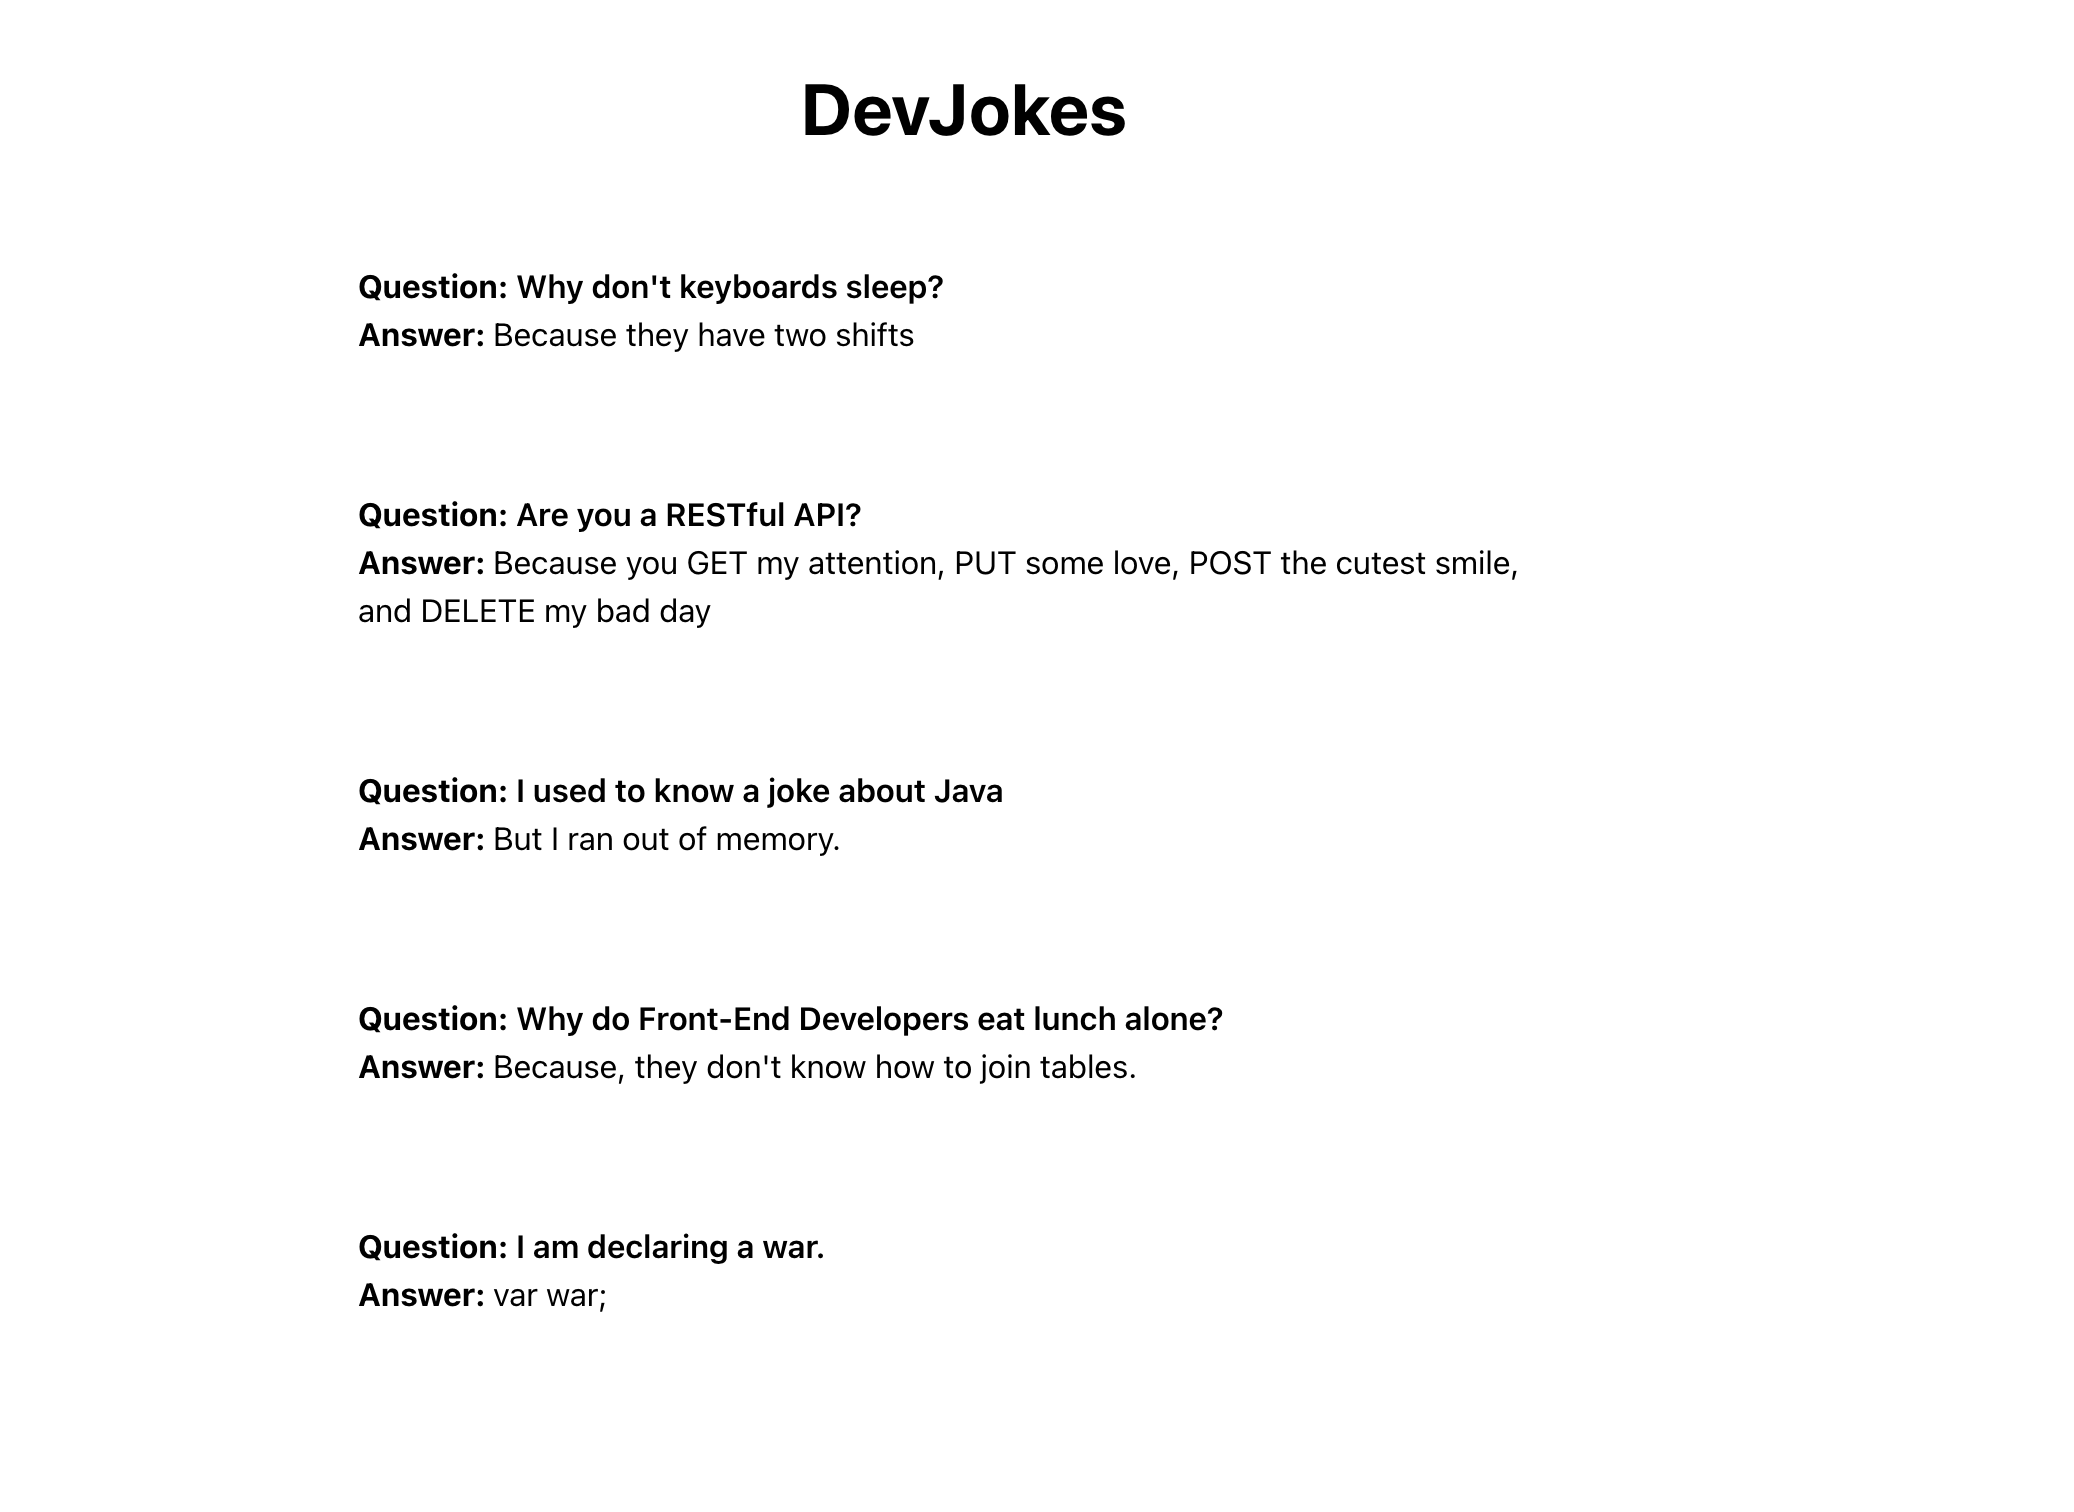 DevJokes
Question: Why don't keyboards sleep?
Answer: Because they have two shifts
Question: Are you a RESTful API?
Answer: Because you GET my attention, PUT some love, POST the cutest smile,
and DELETE my bad day
Question: I used to know a joke about Java
Answer: But I ran out of memory.
Question: Why do Front-End Developers eat lunch alone?
Answer: Because, they don't know how to join tables.
Question: I am declaring a war.
Answer: var war;